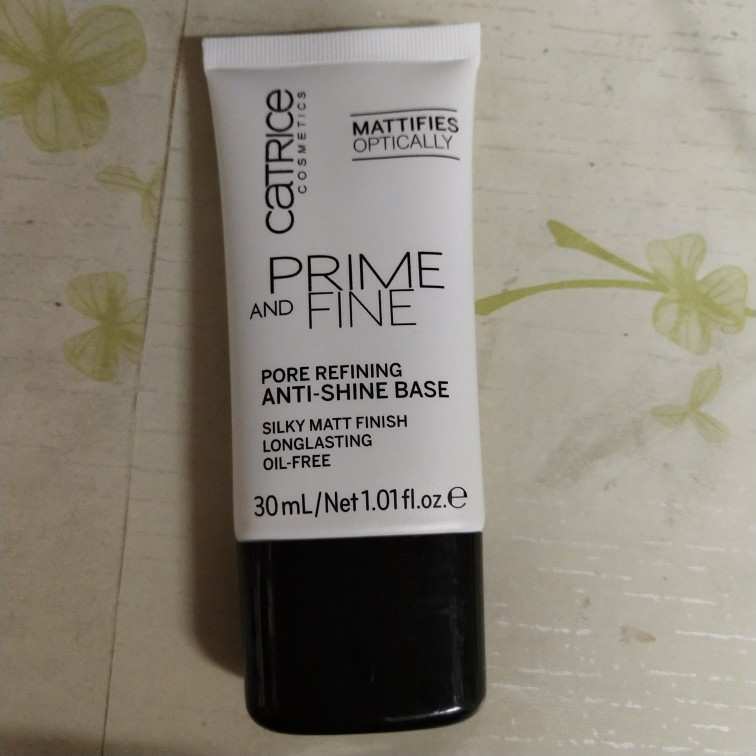 CATRICE
COSMETICS
MATTIFIES
OPTICALLY
PRIME
AND FINE
PORE REFINING
ANTI-SHINE BASE
SILKY MATT FINISH
LONGLASTING
OIL-FREE
30 mL/Net 1.01 fl.oz.℮